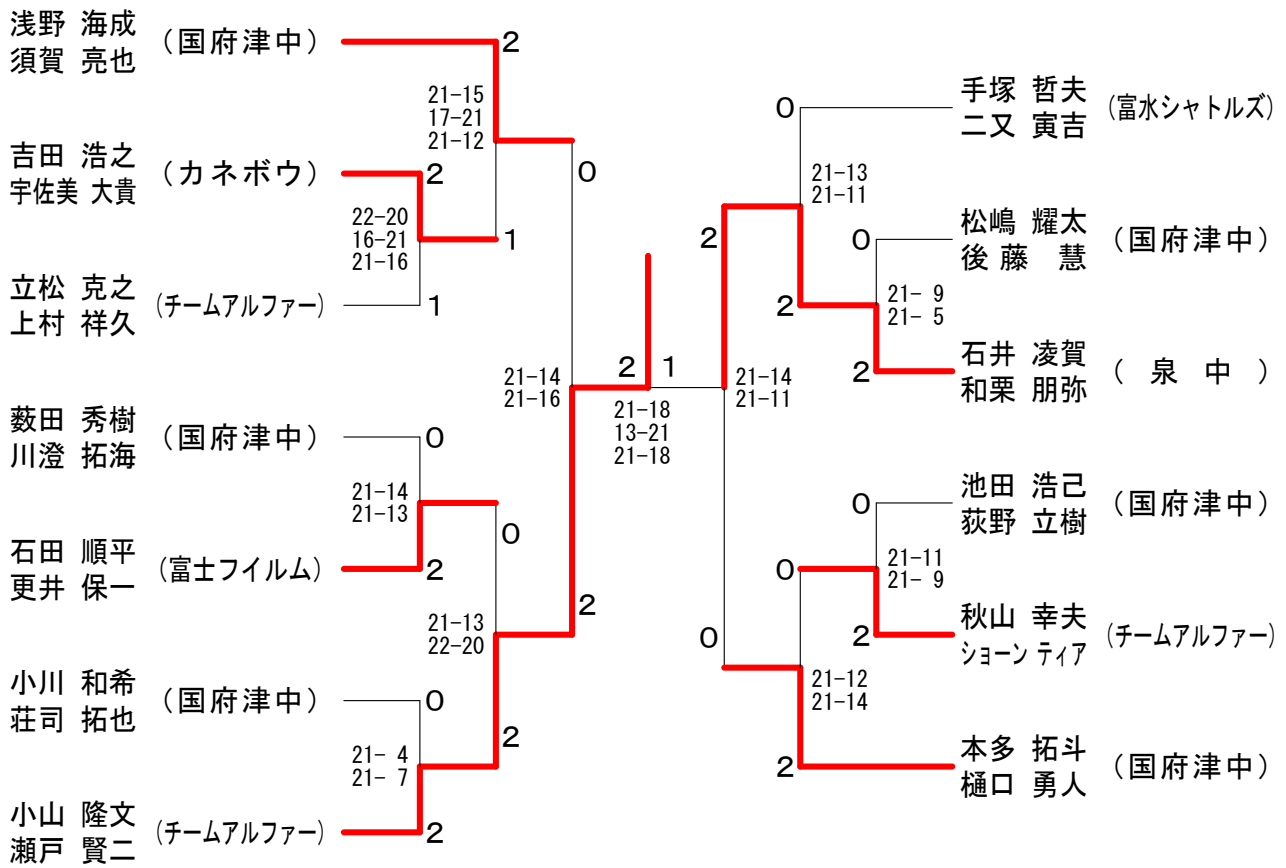 浅野 海成
須賀 亮也
(国府津中)
2
21-15
17-21
21-12
吉田 浩之
宇佐美 大貴
(カネボウ)
2
22-20
16-21
21-16
1
0
立松 克之
上村 祥久
(チームアルファー)
1
21-14
21-16
薮田 秀樹
川澄 拓海
(国府津中)
0
21-14
21-13
0
石田 順平
更井 保一
(富士フイルム)
2
21-13
22-20
2
小川 和希
荘司 拓也
(国府津中)
0
21- 4
21- 7
2
小山 隆文
瀬戸 賢二
(チームアルファー)
2
2 1
21-18
13-21
21-18
0
手塚 哲夫
二又 寅吉
(富水シャトルズ)
21-13
21-11
2
0
松嶋 耀太
後藤 慧
(国府津中)
21- 9
21- 5
2
2
石井 凌賀
和栗 朋弥
(泉中)
21-14
21-11
0
池田 浩己
荻野 立樹
(国府津中)
21-11
21- 9
0
2
秋山 幸夫
ショーン ティア
(チームアルファー)
0
21-12
21-14
2
本多 拓斗
樋口 勇人
(国府津中)